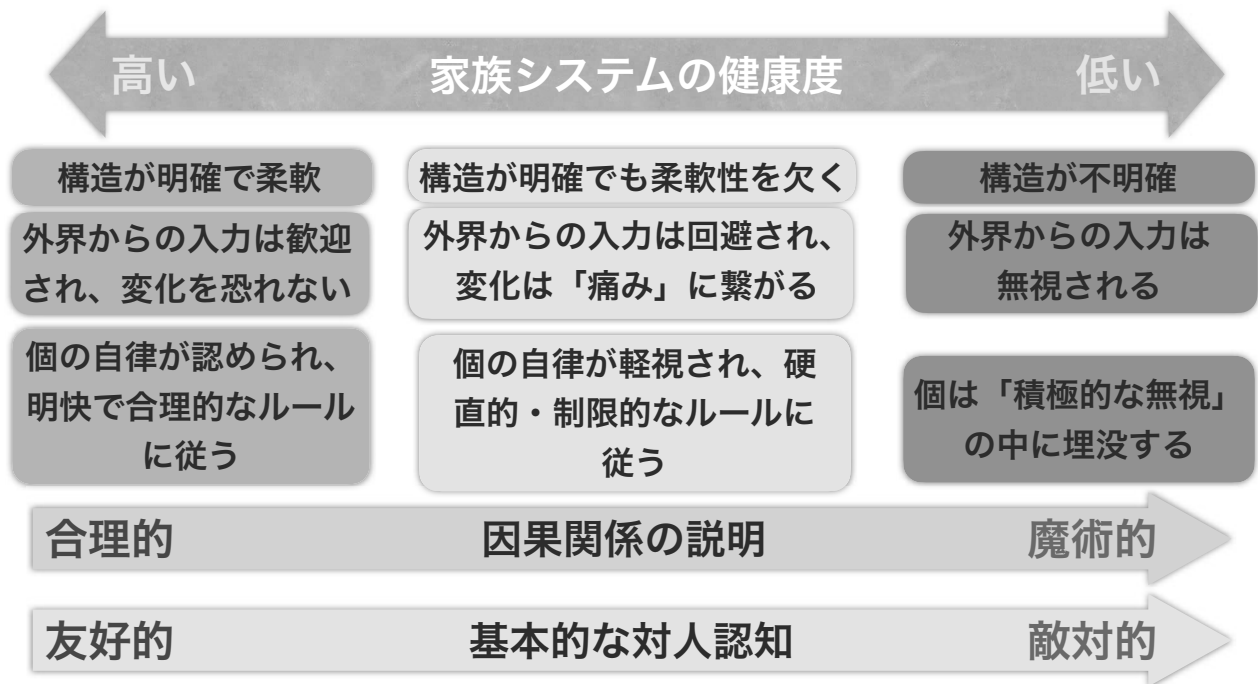 高い 家族システムの健康度 低い
構造が明確で柔軟
構造が明確でも柔軟性を欠く
構造が不明確
外界からの入力は歓迎
され、変化を恐れない
外界からの入力は回避され、
変化は「痛み」に繋がる
外界からの入力は
無視される
個の自律が認められ、
明快で合理的なルール
に従う
個の自律が軽視され、硬
直的・制限的なルールに
従う
個は「積極的な無視」
の中に埋没する
合理的 因果関係の説明 魔術的
友好的 基本的な対人認知 敵対的